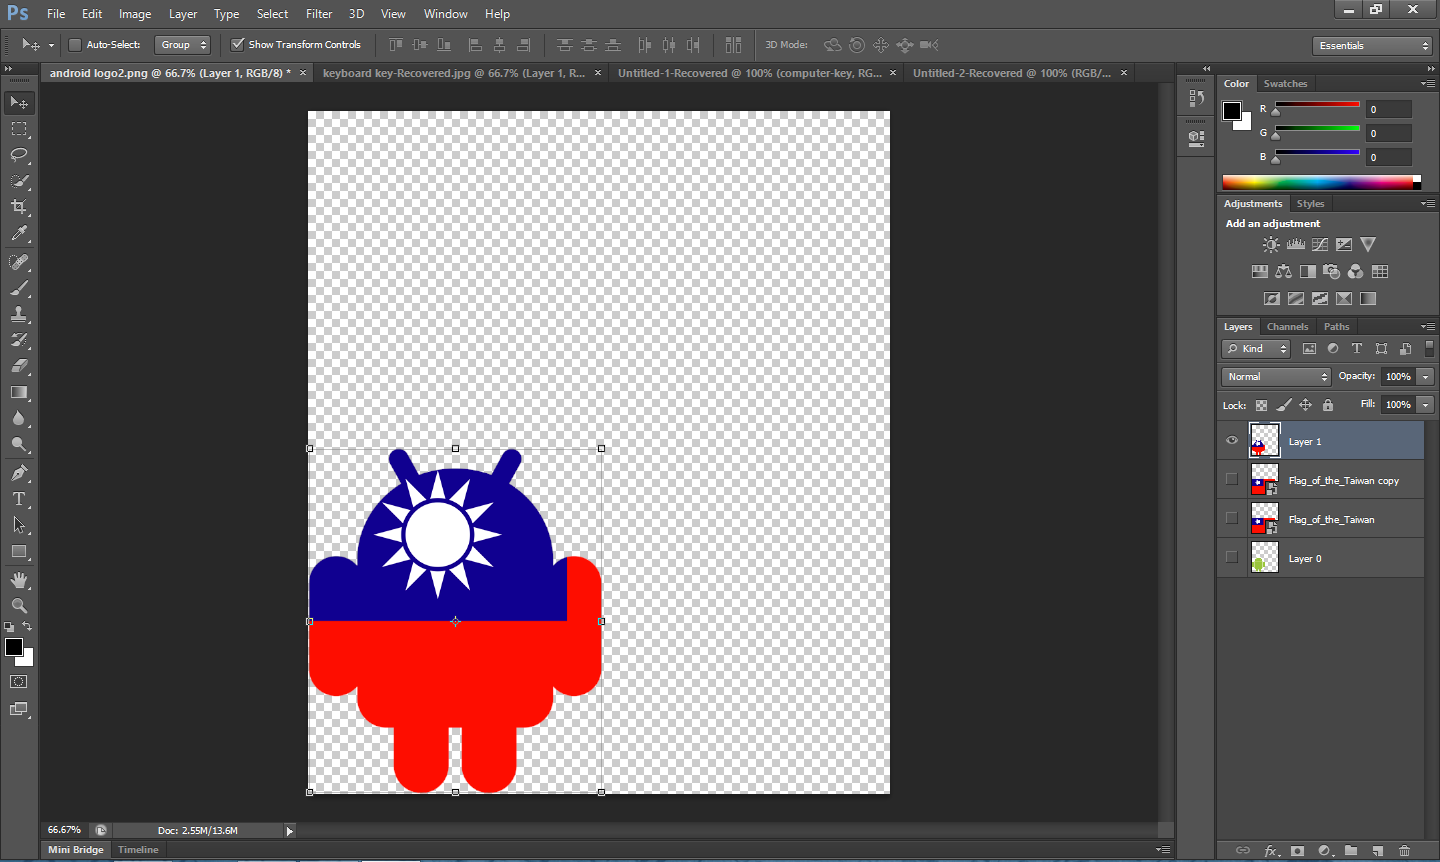 Ps File Edit Image Layer Type Select Filter 3D View Window Help
Auto-Select: Group Show Transform Controls 3D Mode: Essentials
android logo2.png @ 66.7% (Layer 1, RGB/8) * × keyboard key-Recovered.jpg @ 66.7% (Layer 1, R... × Untitled-1-Recovered @ 100% (computer-key, RG... × Untitled-2-Recovered @ 100% (RGB/... ×
Color Swatches
R 0
G 0
B 0
Adjustments Styles
Add an adjustment
Layers Channels Paths
Kind
Normal Opacity: 100%
Lock: Fill: 100%
Layer 1
Flag_of_the_Taiwan copy
Flag_of_the_Taiwan
Layer 0
66.67% Doc: 2.55M/13.6M
Mini Bridge Timeline